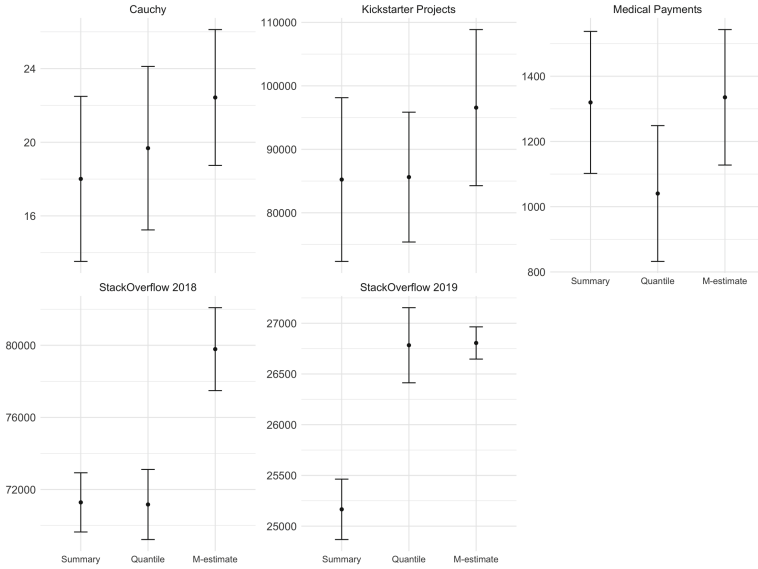 Cauchy
Kickstarter Projects
Medical Payments
24
20
16
110000
100000
90000
80000
1400
1200
1000
800
Summary Quantile M-estimate
StackOverflow 2018
StackOverflow 2019
80000
76000
72000
27000
26500
26000
25500
25000
Summary Quantile M-estimate
Summary Quantile M-estimate